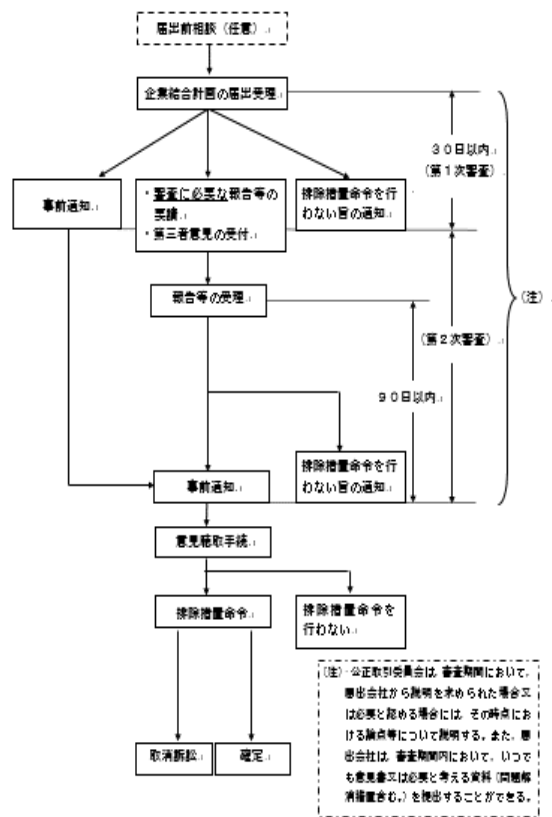 届出前相談（任意）
企業結合計画の届出受理
30日以内
（第1次審査）
事前通知
・審査に必要な報告等の
要請
・第三者意見の受付
排除措置命令を行
わない旨の通知
（注）
報告等の受理
（第2次審査）
90日以内
事前通知
排除措置命令を行
わない旨の通知
意見聴取手続
排除措置命令
排除措置命令を
行わない
取消訴訟
確定
（注）公正取引委員会は，審査期間において，
届出会社から説明を求められた場合又
は必要と認める場合には，その時点にお
ける論点等について説明する。また，届
出会社は，審査期間内において，いつで
も意見書又は必要と考える資料（問題解
消措置含む。）を提出することができる。